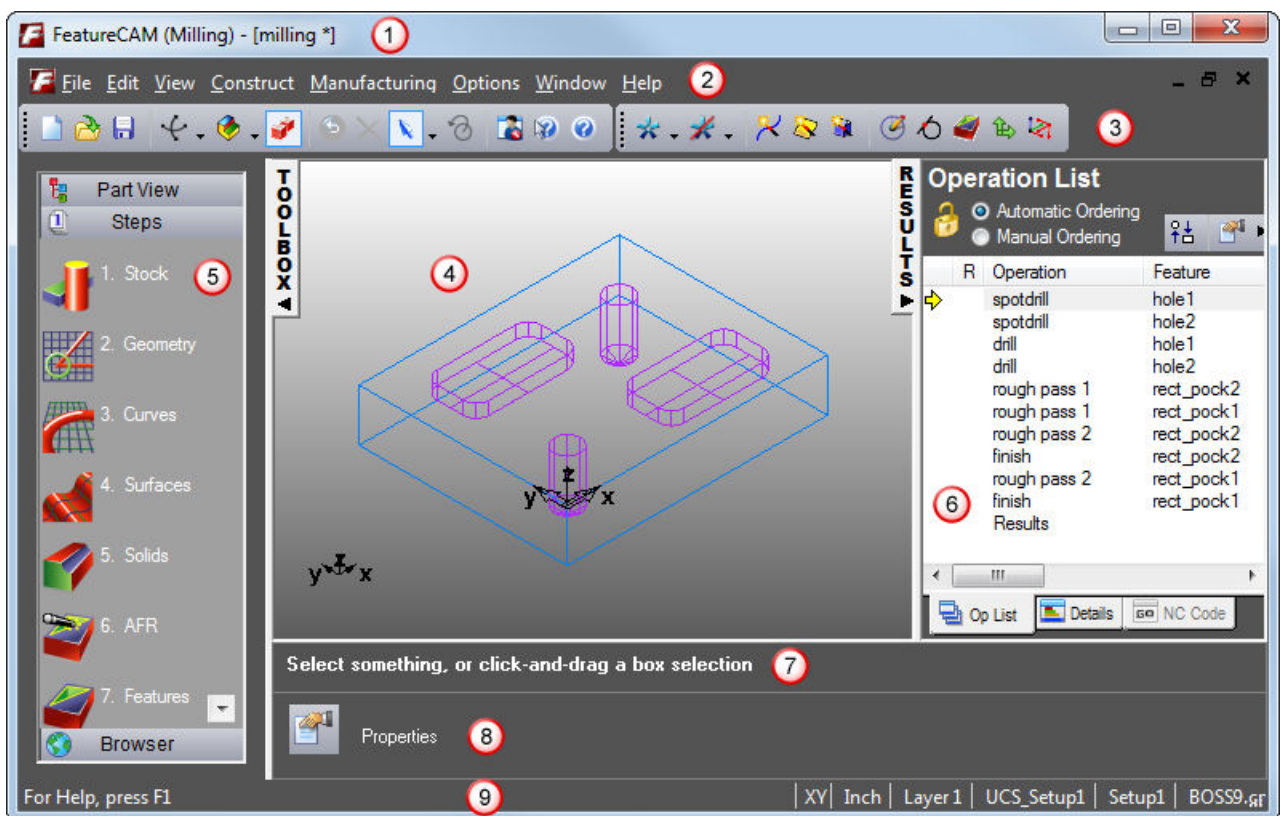 FeatureCAM (Milling) - [milling *] 1
File Edit View Construct Manufacturing Options Window Help 2
3
Part View
Steps
1. Stock 5
2. Geometry
3. Curves
4. Surfaces
5. Solids
6. AFR
7. Features
Browser
TOOLBOX
4
z
y x
z
y x
RESULTS
Operation List
Automatic Ordering
Manual Ordering
R Operation Feature
spotdrill hole1
spotdrill hole2
drill hole1
drill hole2
rough pass 1 rect_pock2
rough pass 1 rect_pock1
rough pass 2 rect_pock2
finish rect_pock2
rough pass 2 rect_pock1
6 finish rect_pock1
Results
Op List Details GO NC Code
Select something, or click-and-drag a box selection 7
Properties 8
For Help, press F1 9 XY Inch Layer 1 UCS_Setup1 Setup1